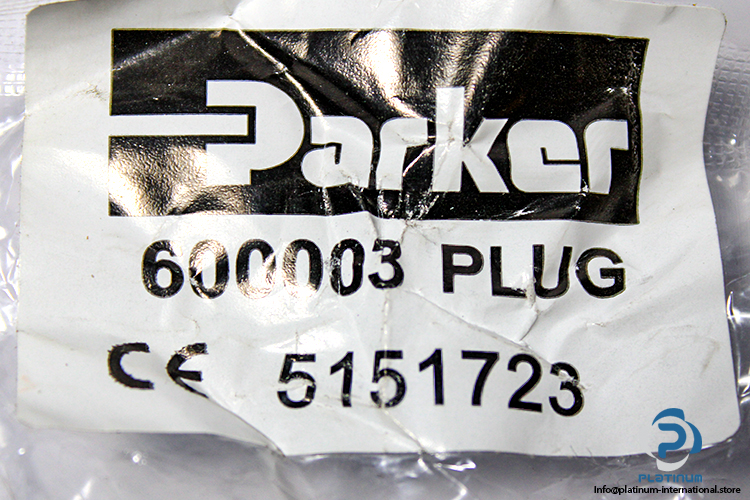 Parker
600003 PLUG
CE 5151723
PLATINUM
Info@platinum-international.store